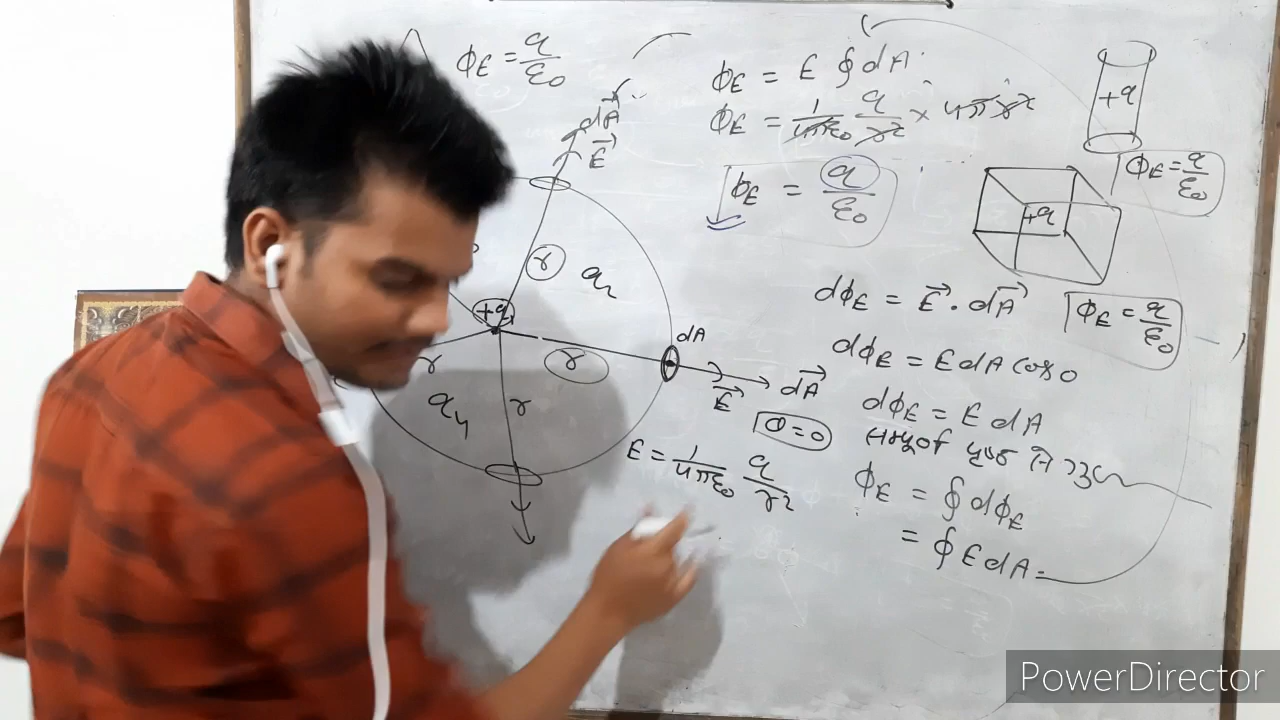 ϕE = q/ε₀
ϕE = E ∮ dA
ϕE = 1/4πε₀ q/r² × 4πr²
ϕE = q/ε₀
+q
ϕE = q/ε₀
+q
ϕE = q/ε₀
dA⃗
E⃗
r
q₂
+q₁
r
r
r
q₄
dA
dA⃗
E⃗
θ=0
E = 1/4πε₀ q/r²
dϕE = E⃗ . dA⃗
dϕE = E dA cos 0
dϕE = E dA
ϕE = ∮ dϕE
= ∮ E dA
PowerDirector